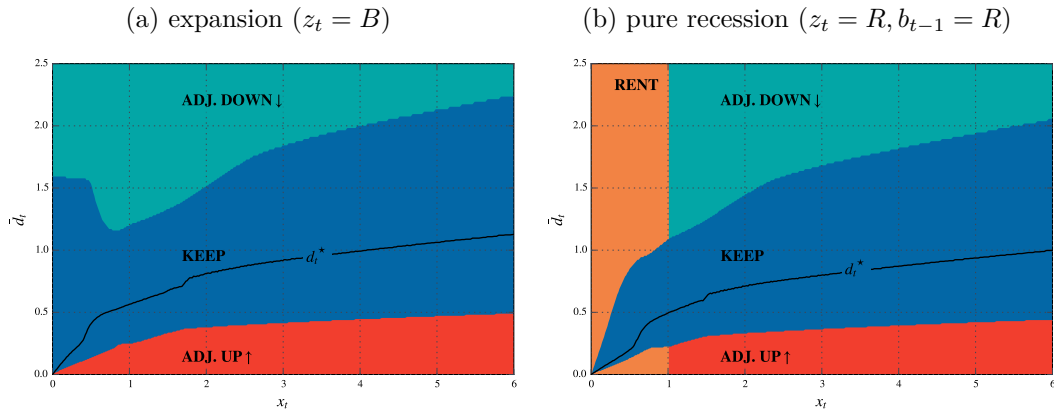 (a) expansion (z_t = B)
2.5
2.0
1.5
1.0
0.5
0.0
d̄_t
ADJ. DOWN ↓
KEEP
d_t*
ADJ. UP ↑
0 1 2 3 4 5 6
x_t
(b) pure recession (z_t = R, b_{t−1} = R)
2.5
2.0
1.5
1.0
0.5
0.0
d̄_t
RENT
ADJ. DOWN ↓
KEEP
d_t*
ADJ. UP ↑
0 1 2 3 4 5 6
x_t